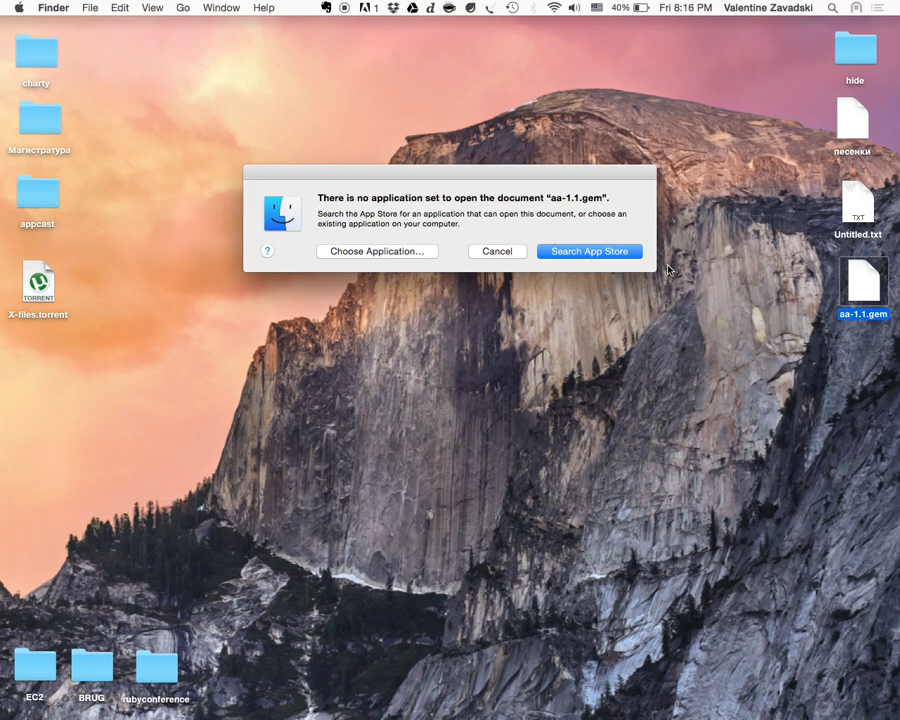 Finder File Edit View Go Window Help 1 40% Fri 8:16 PM Valentine Zavadski
charty
Магистратура
appcast
TORRENT
X-files.torrent
There is no application set to open the document “aa-1.1.gem”.
Search the App Store for an application that can open this document, or choose an
existing application on your computer.
? Choose Application... Cancel Search App Store
hide
песенки
TXT
Untitled.txt
aa-1.1.gem
EC2 BRUG rubyconference